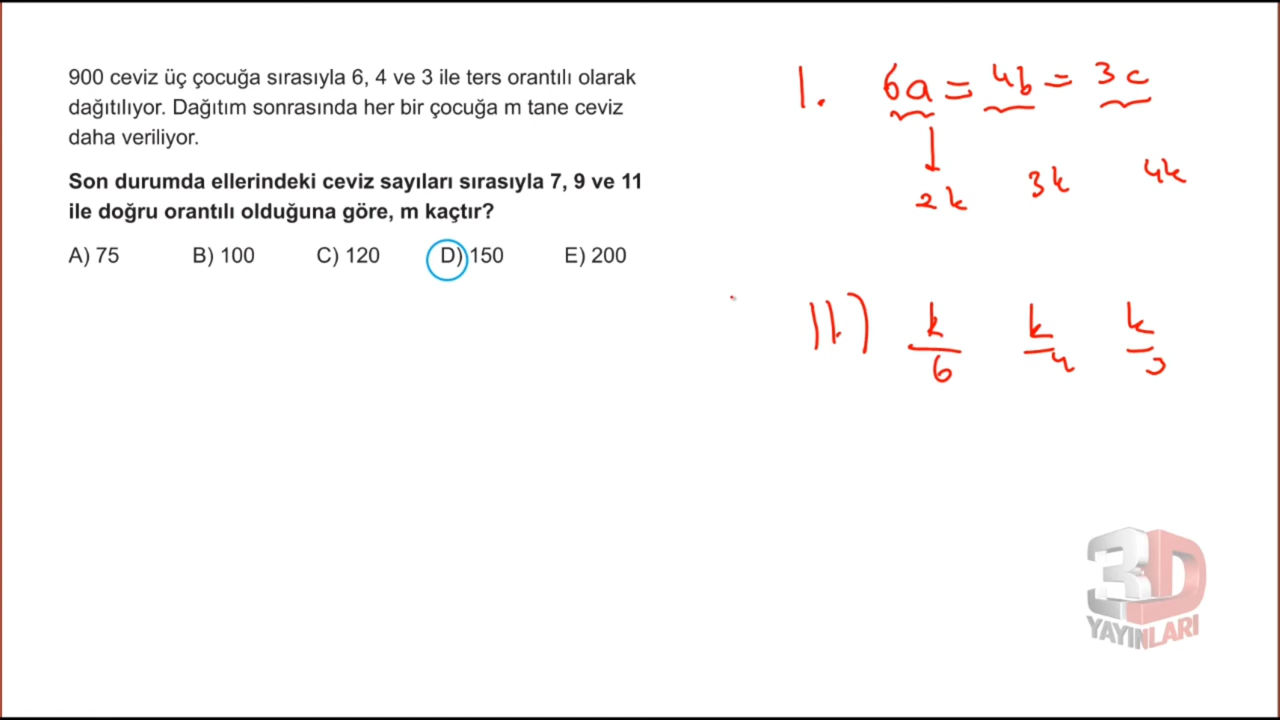 900 ceviz üç çocuğa sırasıyla 6, 4 ve 3 ile ters orantılı olarak
dağıtılıyor. Dağıtım sonrasında her bir çocuğa m tane ceviz
daha veriliyor.
Son durumda ellerindeki ceviz sayıları sırasıyla 7, 9 ve 11
ile doğru orantılı olduğuna göre, m kaçtır?
A) 75 B) 100 C) 120 D) 150 E) 200
I. 6a = 4b = 3c
2k 3k 4k
II.) k/6 k/4 k/3
3D
YAYINLARI